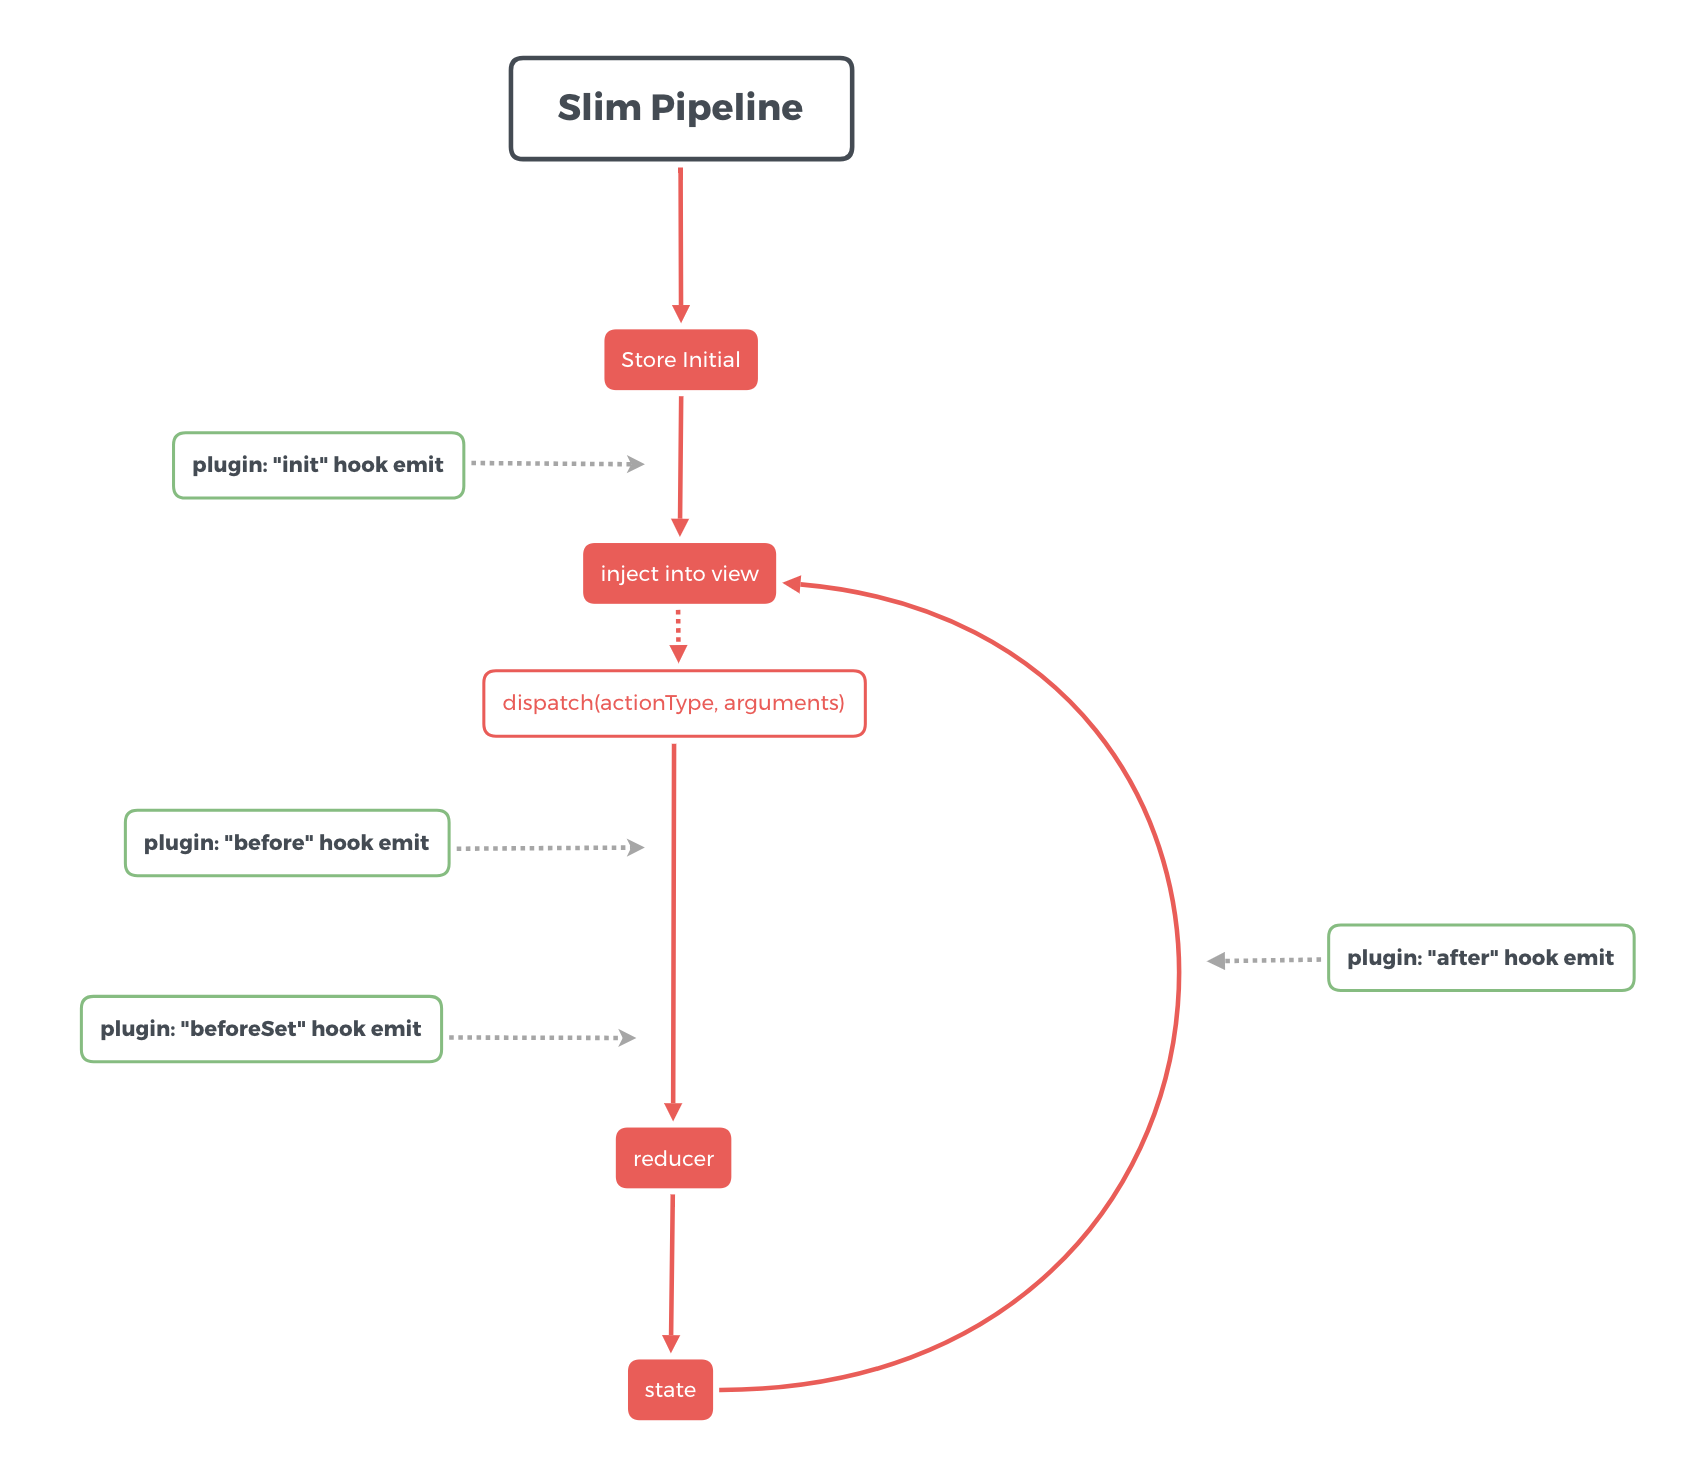 Slim Pipeline
Store Initial
plugin: "init" hook emit
inject into view
dispatch(actionType, arguments)
plugin: "before" hook emit
plugin: "after" hook emit
plugin: "beforeSet" hook emit
reducer
state